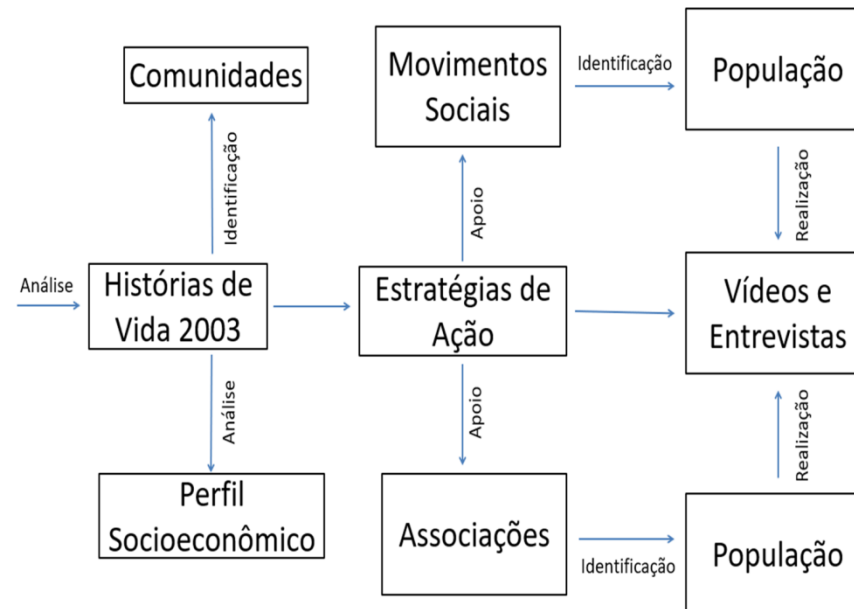 Comunidades
Movimentos
Sociais
Identificação
População
Identificação
Apoio
Realização
Análise
Histórias de
Vida 2003
Estratégias de
Ação
Vídeos e
Entrevistas
Análise
Apoio
Realização
Perfil
Socioeconômico
Associações
Identificação
População